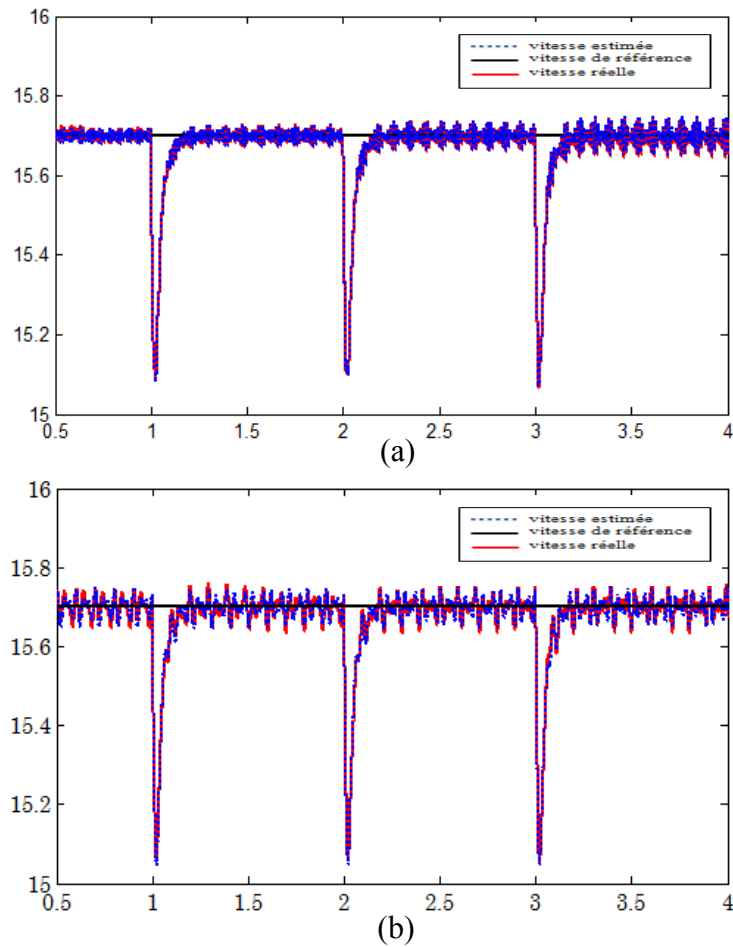 16
15.8
15.6
15.4
15.2
15
0.5 1 1.5 2 2.5 3 3.5 4
vitesse estimée
vitesse de référence
vitesse réelle
(a)
16
15.8
15.6
15.4
15.2
15
0.5 1 1.5 2 2.5 3 3.5 4
vitesse estimée
vitesse de référence
vitesse réelle
(b)